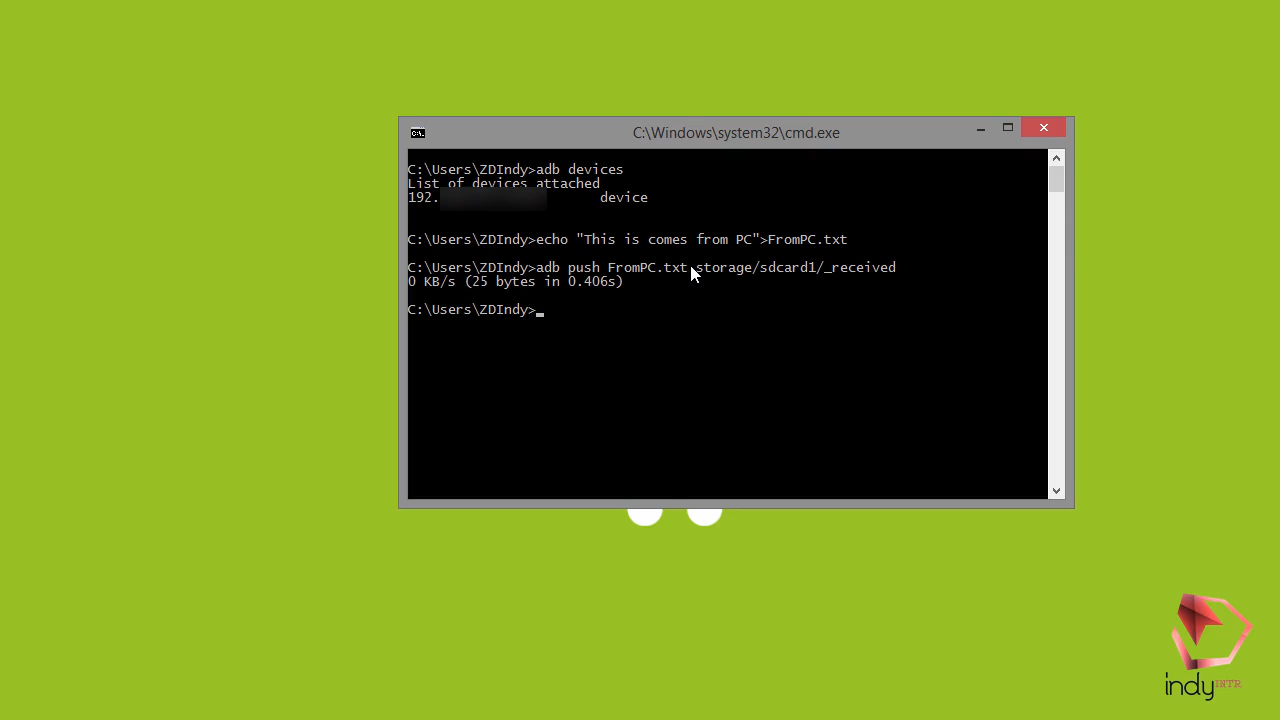 C:\Windows\system32\cmd.exe
C:\Users\ZDIndy>adb devices
List of devices attached
192. device
C:\Users\ZDIndy>echo "This is comes from PC">FromPC.txt
C:\Users\ZDIndy>adb push FromPC.txt storage/sdcard1/_received
0 KB/s (25 bytes in 0.406s)
C:\Users\ZDIndy>_
indy INTR